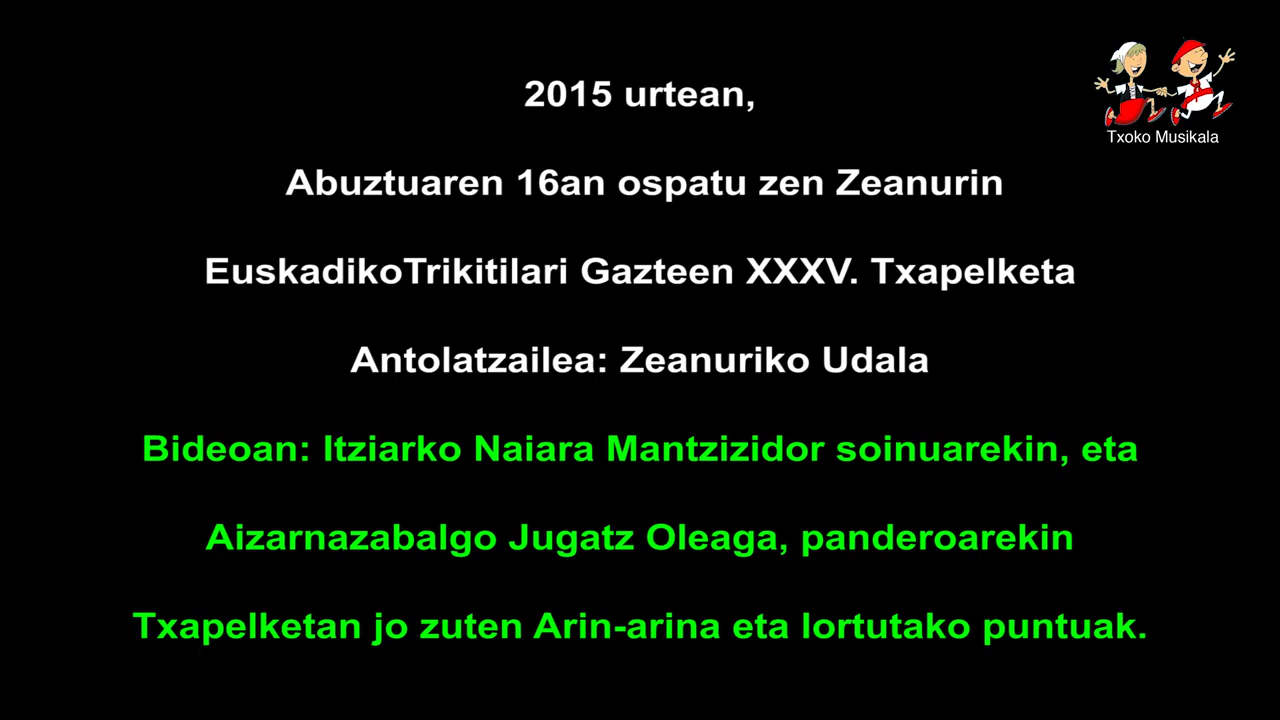 2015 urtean,
Txoko Musikala
Abuztuaren 16an ospatu zen Zeanurin
EuskadikoTrikitilari Gazteen XXXV. Txapelketa
Antolatzailea: Zeanuriko Udala
Bideoan: Itziarko Naiara Mantzizidor soinuarekin, eta
Aizarnazabalgo Jugatz Oleaga, panderoarekin
Txapelketan jo zuten Arin-arina eta lortutako puntuak.